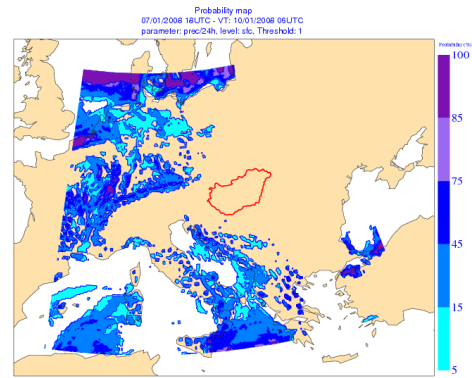 Probability map
07/01/2008 18UTC - VT: 10/01/2008 06UTC
parameter: prec/24h, level: sfc, Threshold: 1
Probabilities (%)
100
85
75
45
15
5